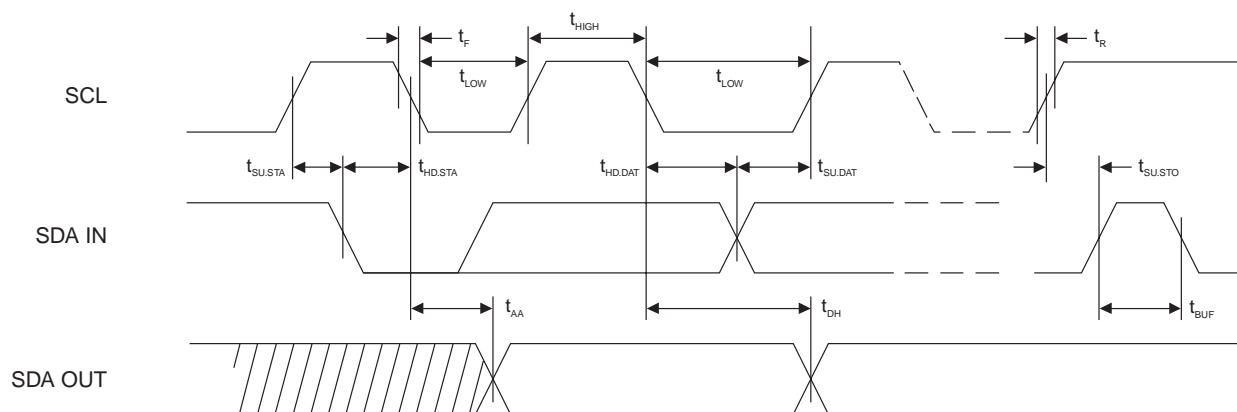 tHIGH
tF
tR
tLOW
tLOW
SCL
tSU.STA
tHD.STA
tHD.DAT
tSU.DAT
tSU.STO
SDA IN
tAA
tDH
tBUF
SDA OUT